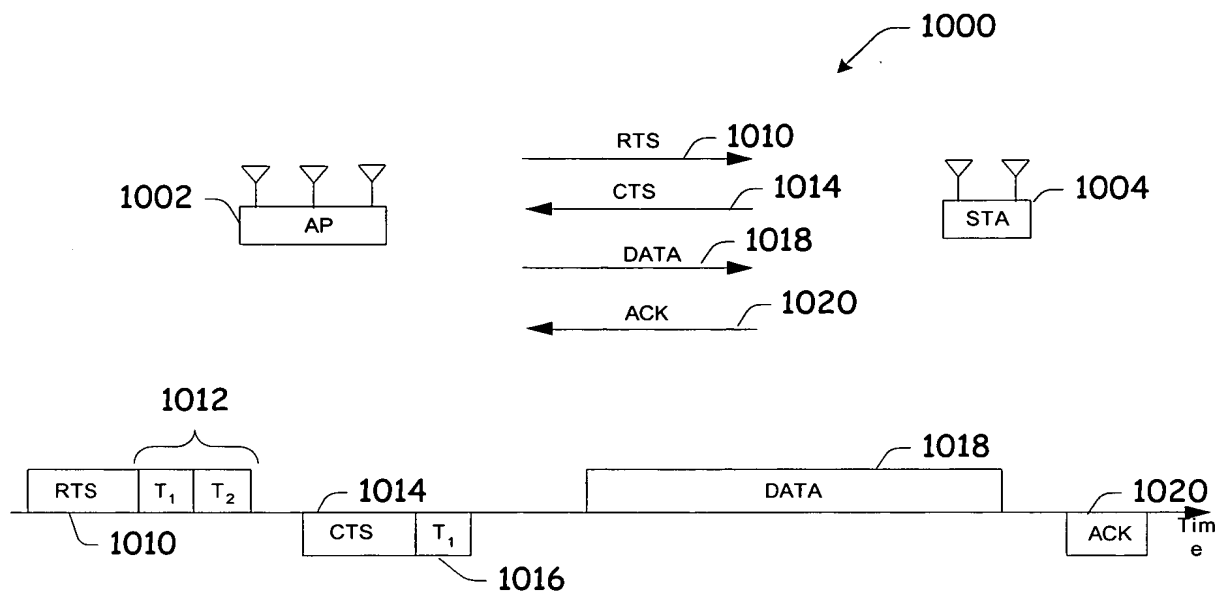 1000
RTS
1010
1002
AP
CTS
1014
1004
STA
DATA
1018
ACK
1020
1012
1018
RTS
T1
T2
1014
DATA
1020
1010
CTS
T1
ACK
Tim
e
1016